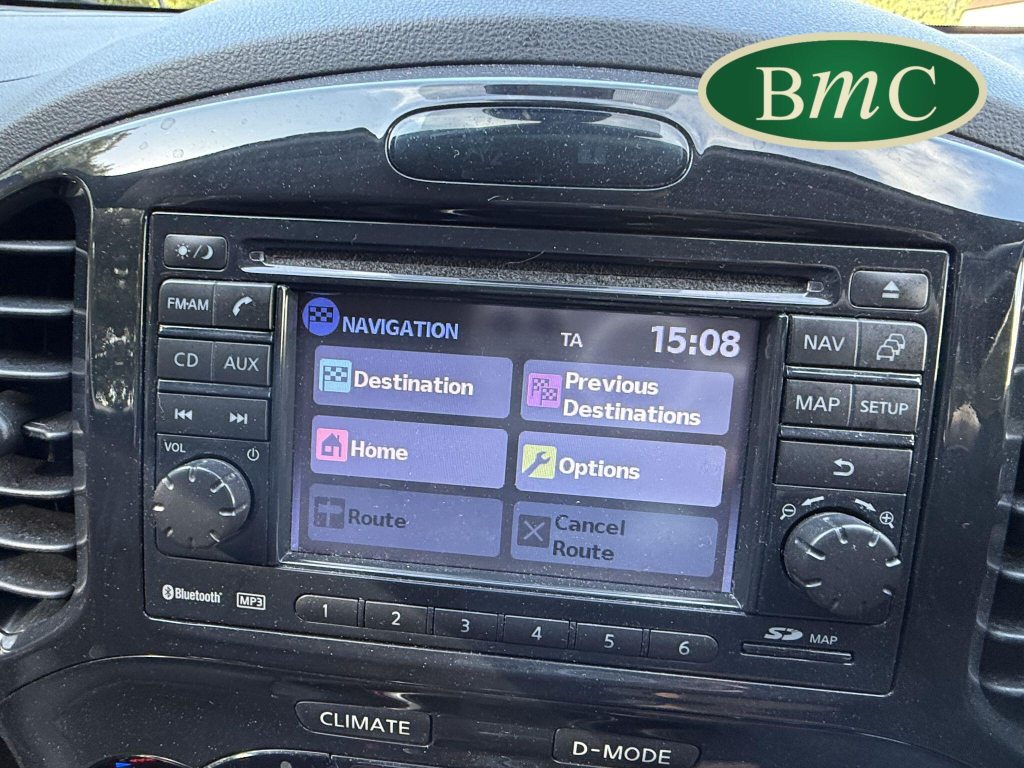 BmC
FM·AM
CD
AUX
VOL
NAVIGATION
TA
15:08
Destination
Previous
Destinations
Home
Options
Route
Cancel
Route
NAV
MAP
SETUP
Bluetooth
MP3
1
2
3
4
5
6
SD
MAP
CLIMATE
D-MODE